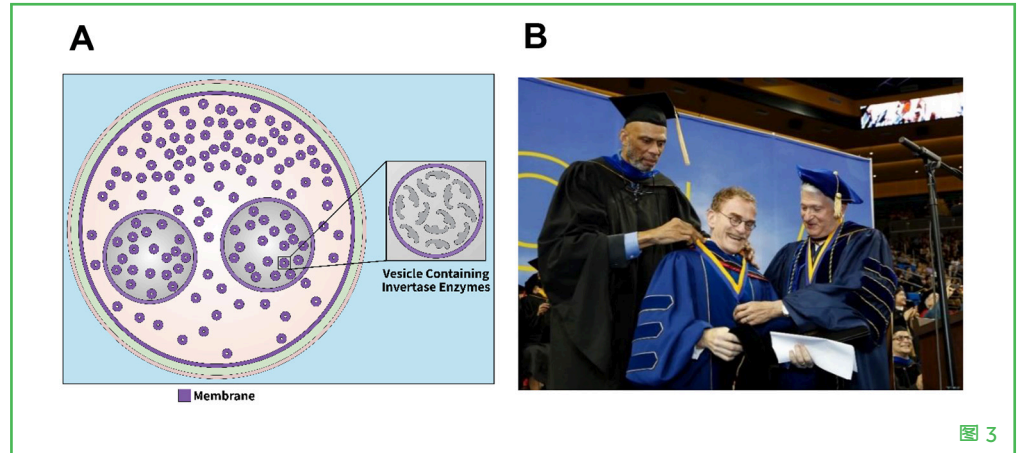 A
B
Vesicle Containing
Invertase Enzymes
Membrane
图 3